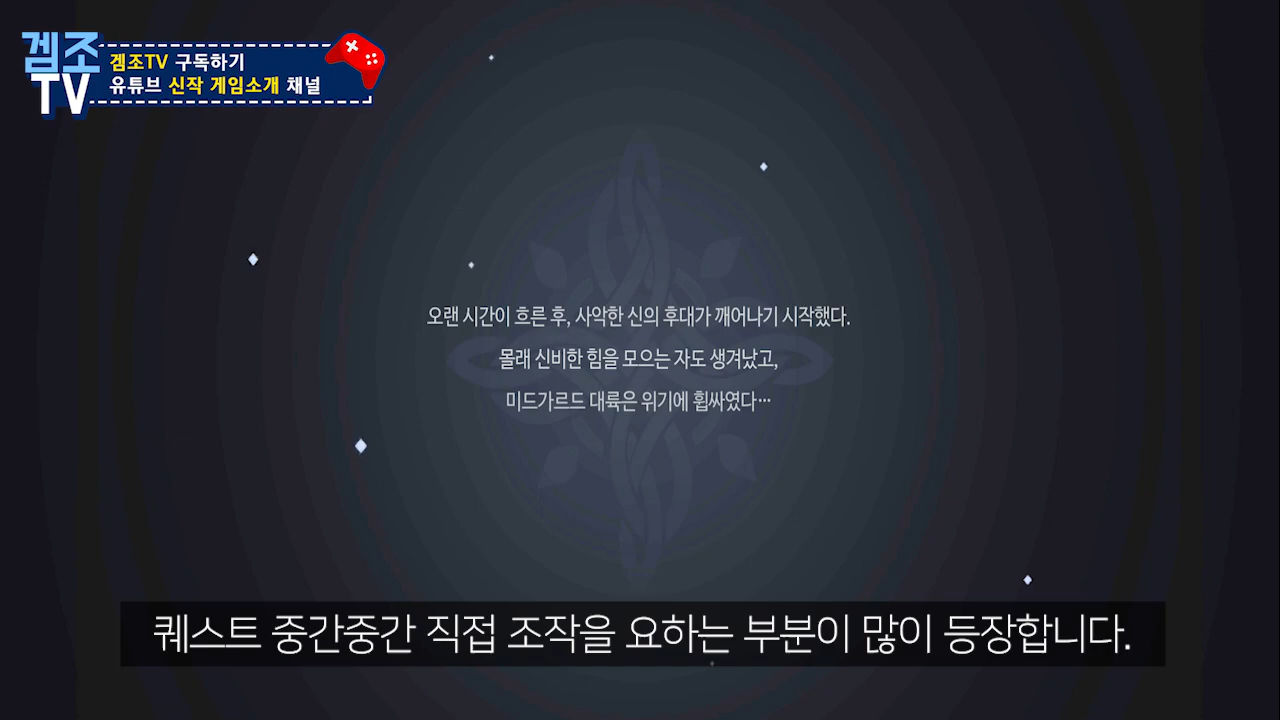 겜조
TV
겜조TV 구독하기
유튜브 신작 게임소개 채널
오랜 시간이 흐른 후, 사악한 신의 후대가 깨어나기 시작했다.
몰래 신비한 힘을 모으는 자도 생겨났고,
미드가르드 대륙은 위기에 휩싸였다…
퀘스트 중간중간 직접 조작을 요하는 부분이 많이 등장합니다.